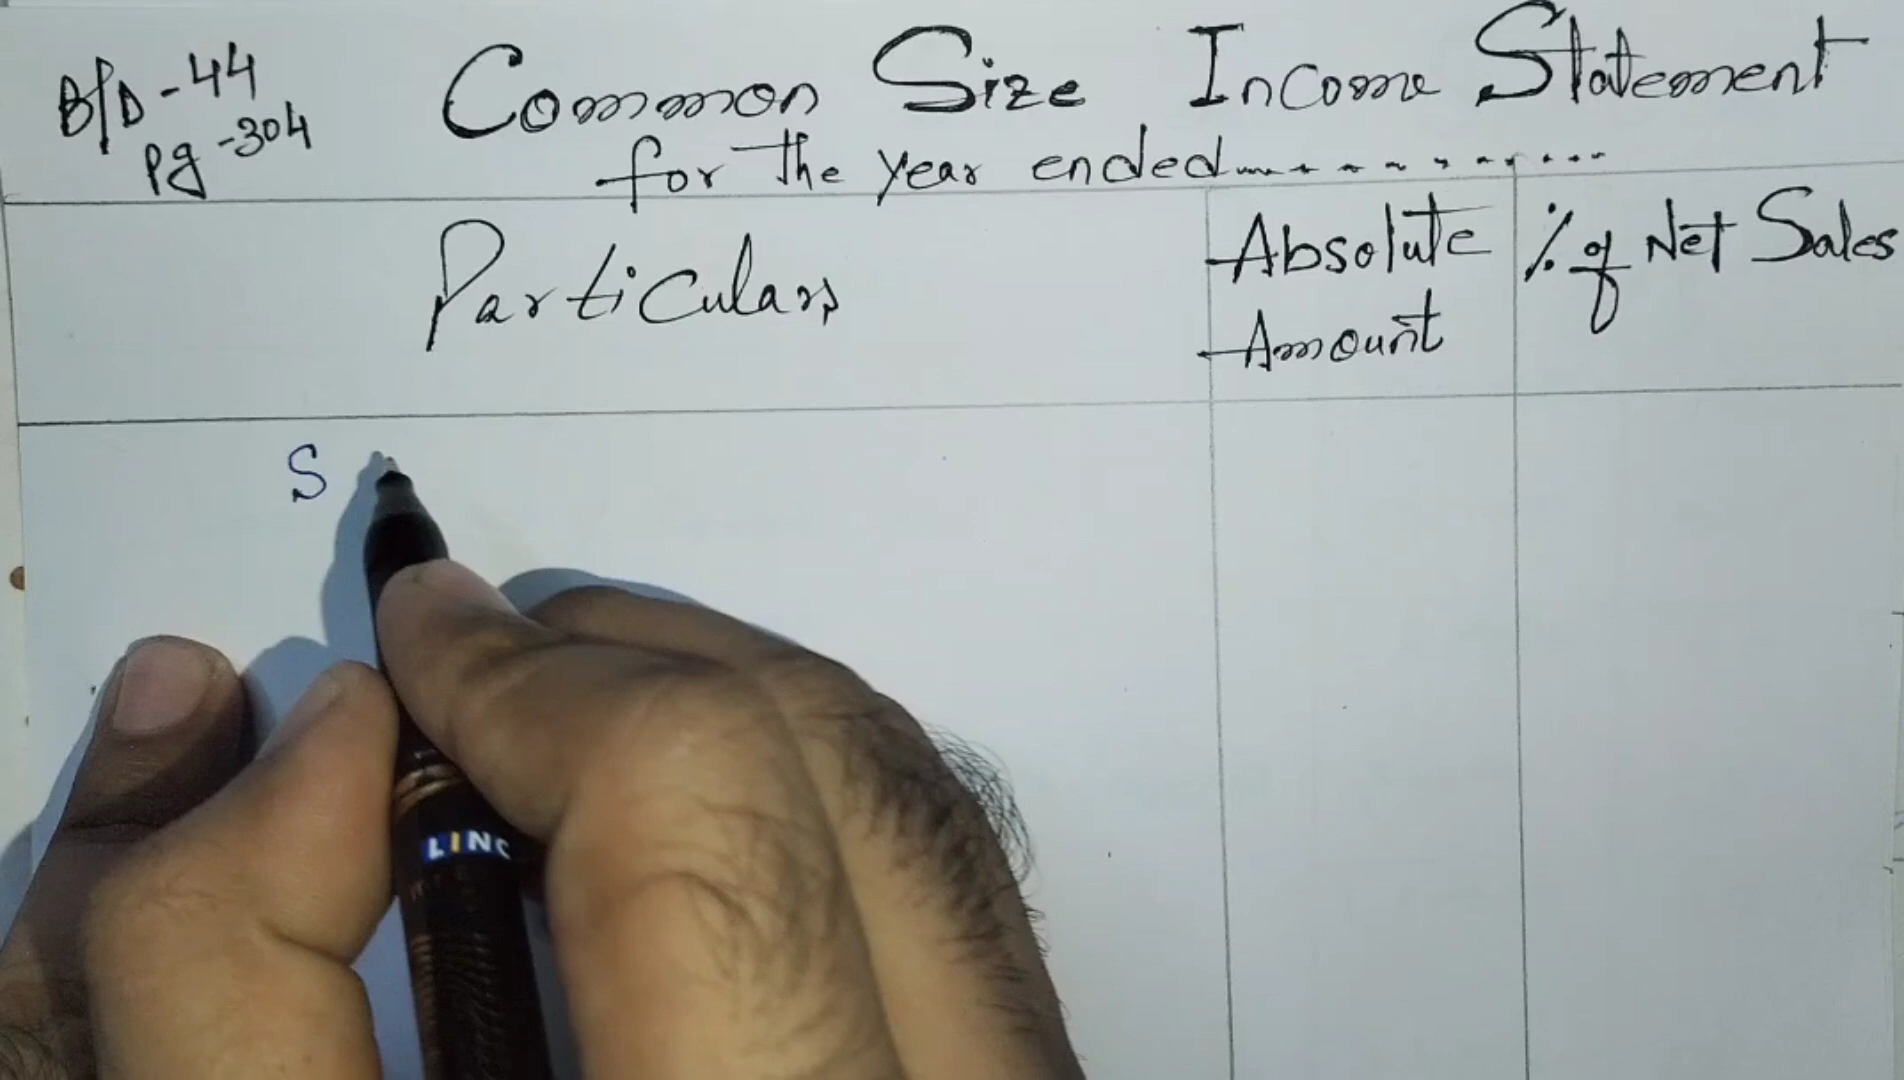 B/D-44
Pg-304
Common Size Income Statement
for the year ended.............
Particulars
Absolute
Amount
% of Net Sales
S
LINC